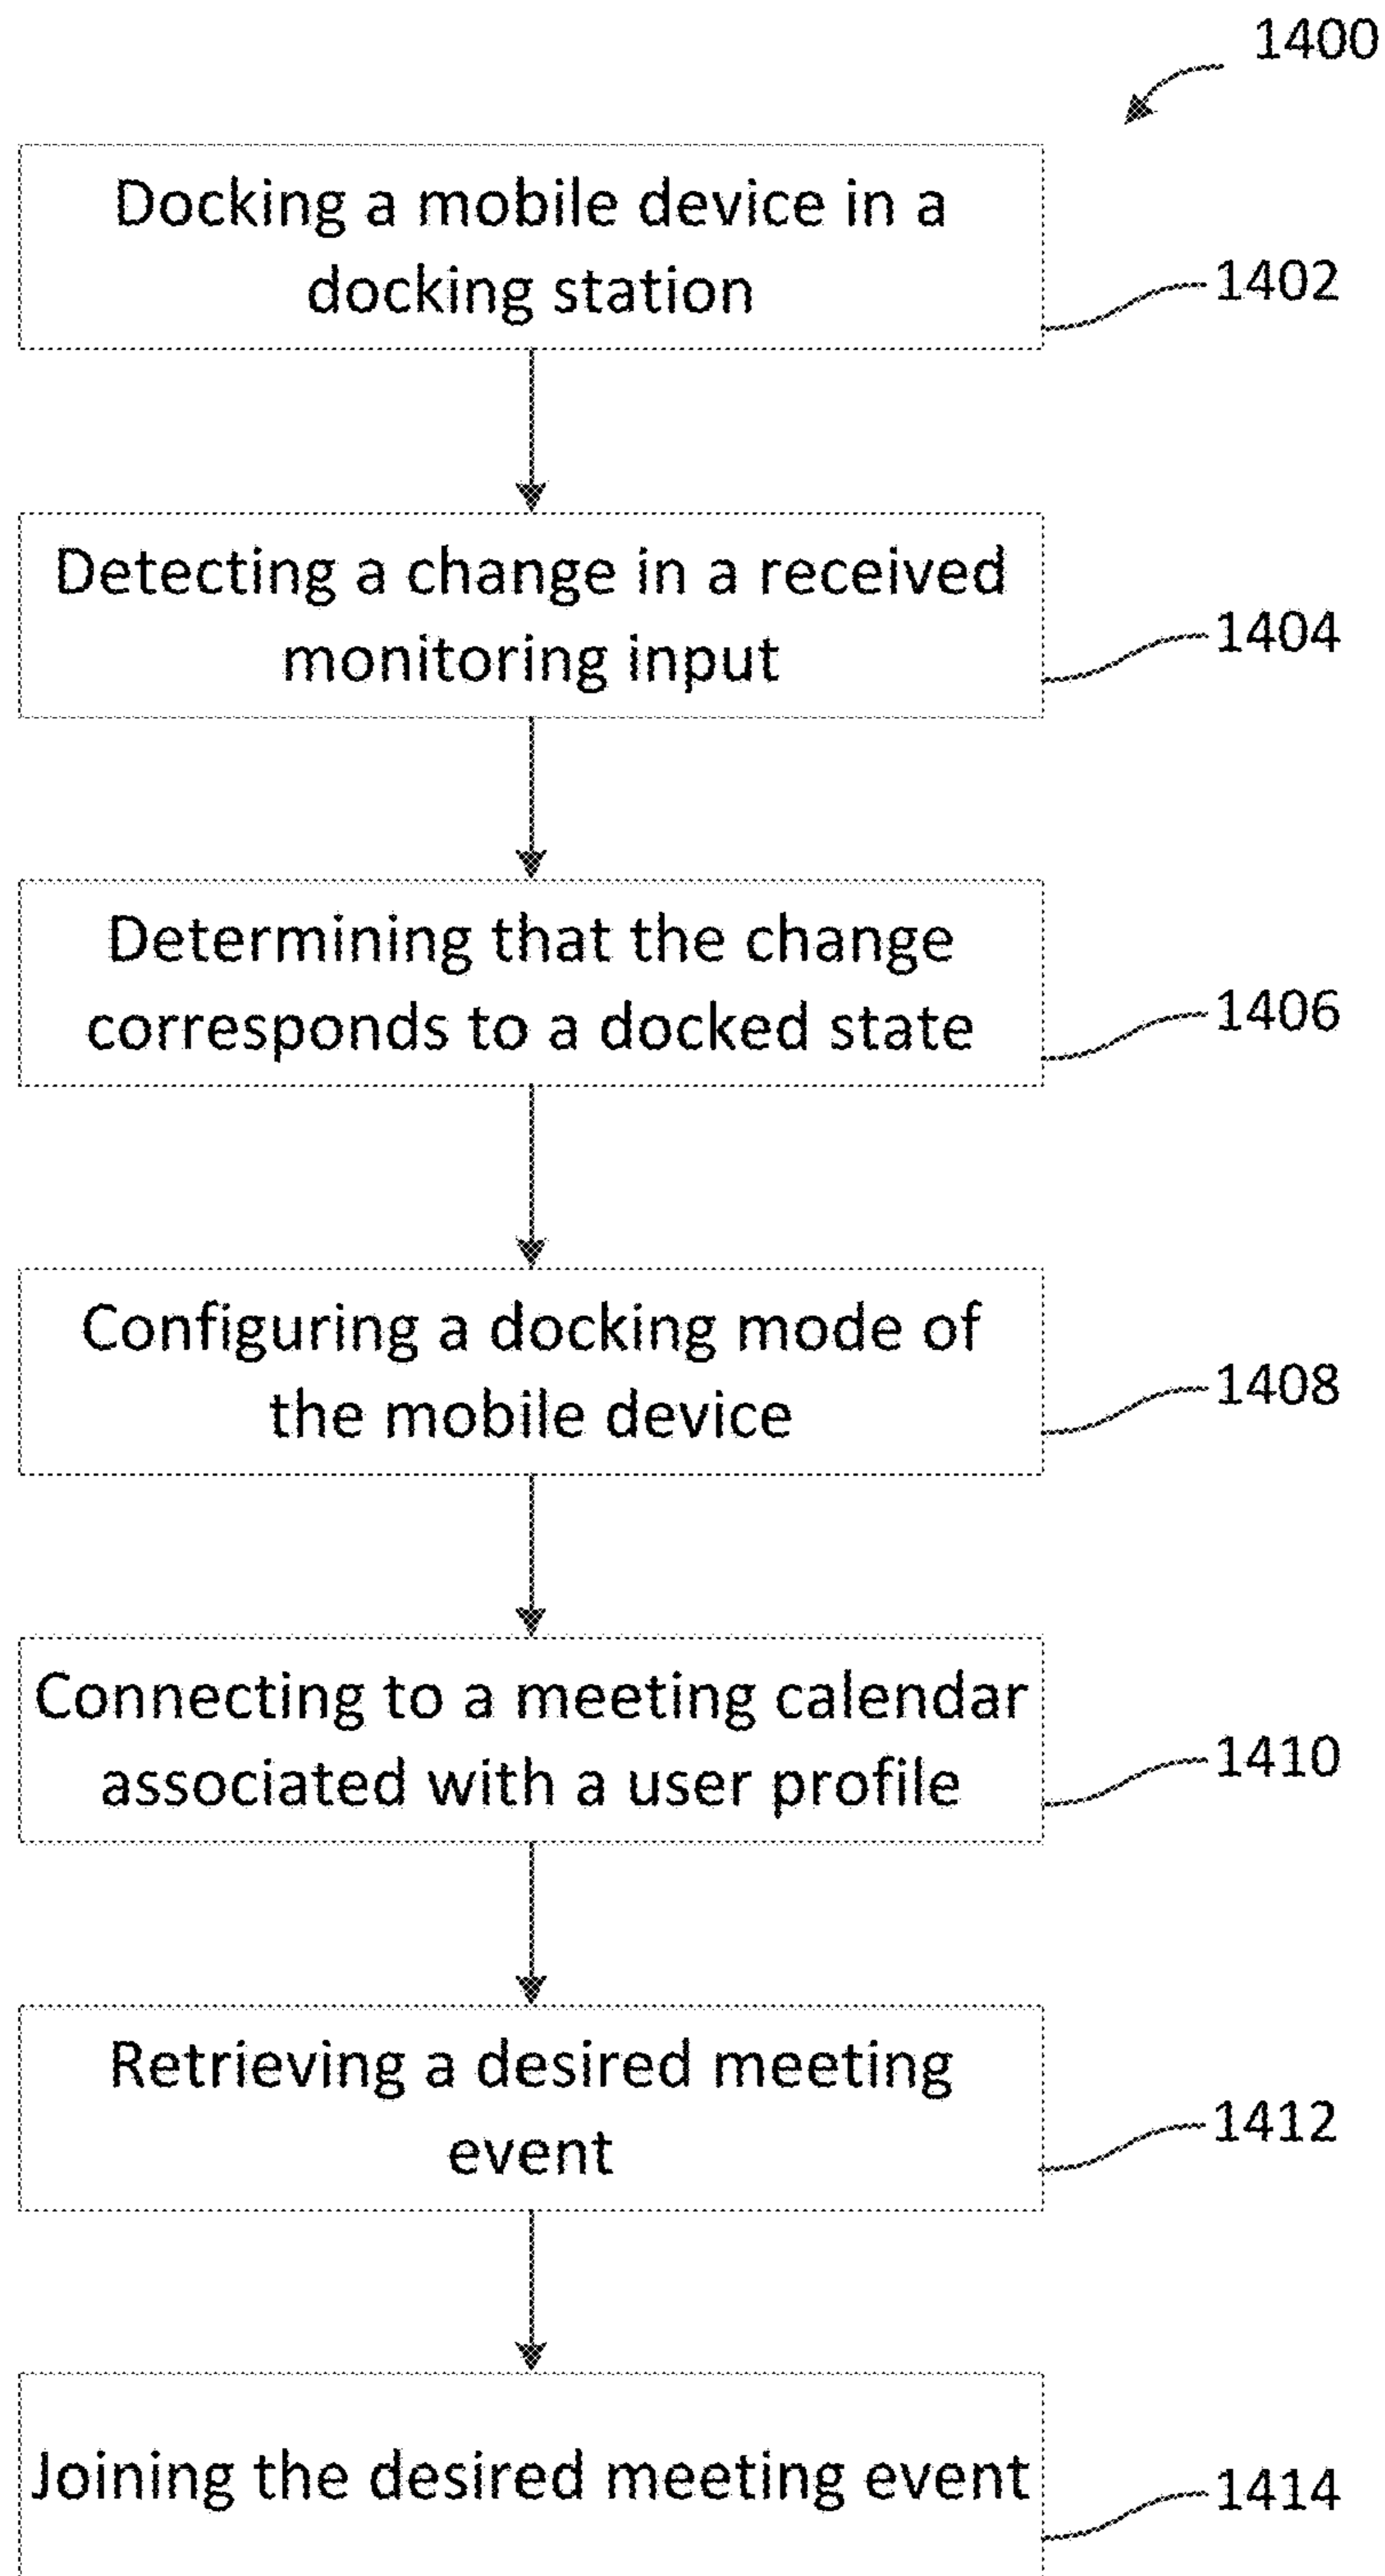 1400
Docking a mobile device in a
docking station
1402
Detecting a change in a received
monitoring input
1404
Determining that the change
corresponds to a docked state
1406
Configuring a docking mode of
the mobile device
1408
Connecting to a meeting calendar
associated with a user profile
1410
Retrieving a desired meeting
event
1412
Joining the desired meeting event
1414